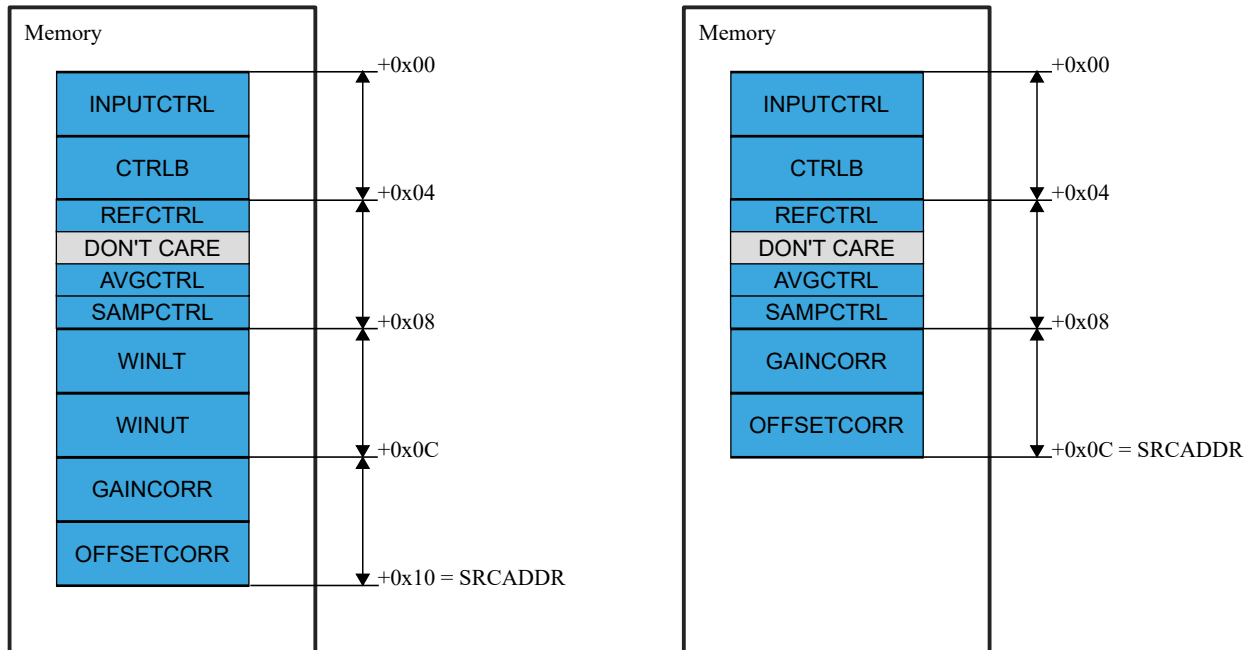 Memory
+0x00
INPUTCTRL
CTRLB
+0x04
REFCTRL
DON'T CARE
AVGCTRL
SAMPCTRL
+0x08
WINLT
WINUT
+0x0C
GAINCORR
OFFSETCORR
+0x10 = SRCADDR
Memory
+0x00
INPUTCTRL
CTRLB
+0x04
REFCTRL
DON'T CARE
AVGCTRL
SAMPCTRL
+0x08
GAINCORR
OFFSETCORR
+0x0C = SRCADDR